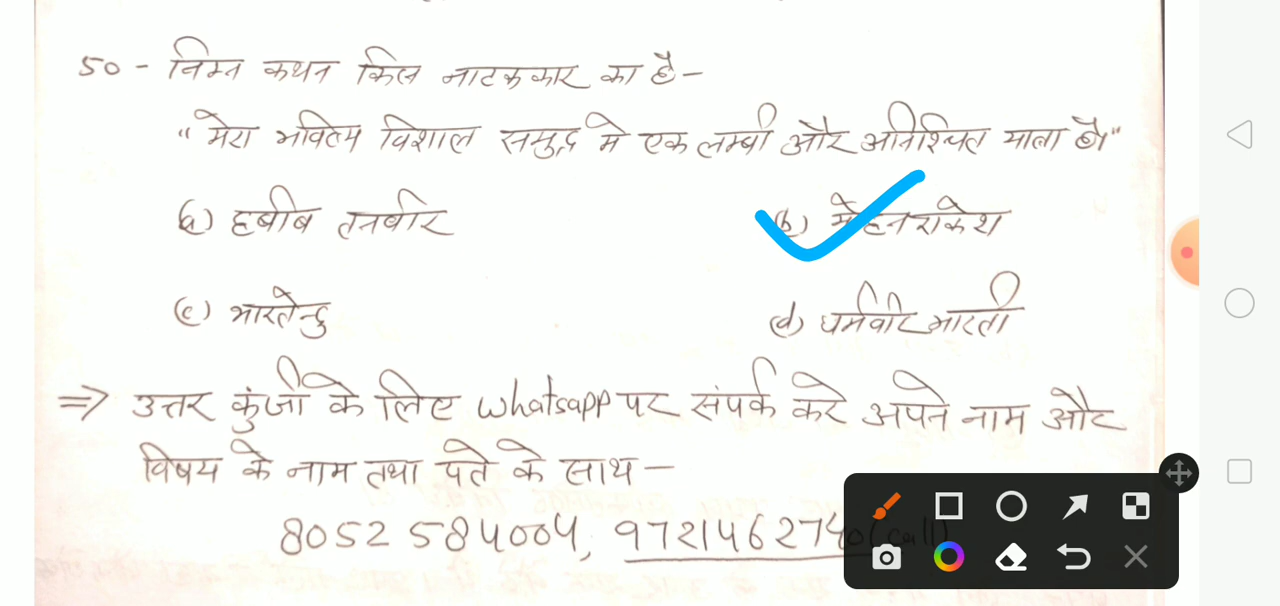 50 - निम्न कथन किस नाटककार का है -
"मेरा भविष्य विशाल समुद्र मे एक लम्बी और अनिश्चित यात्रा है।"
(a) हबीब तनवीर
(b) मोहन राकेश
(c) भारतेन्दु
(d) धर्मवीर भारती
⇒ उत्तर कुंजी के लिए whatsapp पर संपर्क करे अपने नाम और
विषय के नाम तथा पते के साथ -
8052584004, 9721462740 (call)